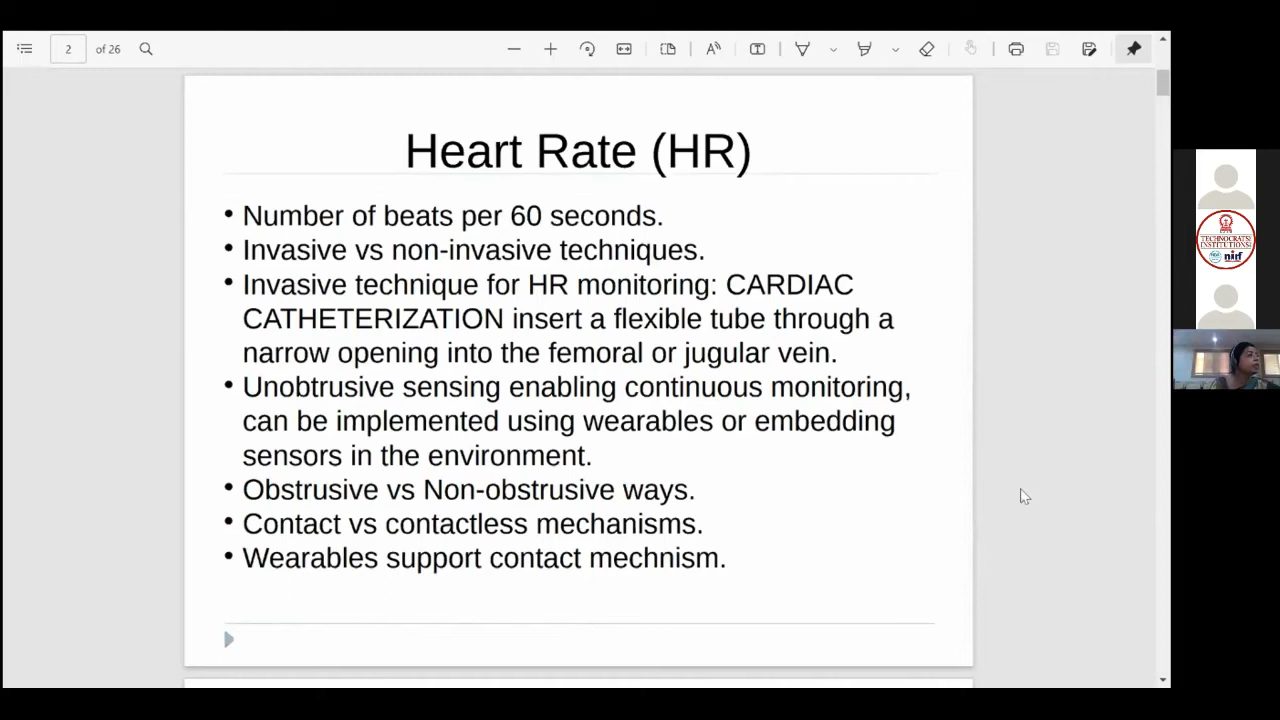 2
of 26
Heart Rate (HR)
• Number of beats per 60 seconds.
• Invasive vs non-invasive techniques.
• Invasive technique for HR monitoring: CARDIAC
CATHETERIZATION insert a flexible tube through a
narrow opening into the femoral or jugular vein.
• Unobtrusive sensing enabling continuous monitoring,
can be implemented using wearables or embedding
sensors in the environment.
• Obstrusive vs Non-obstrusive ways.
• Contact vs contactless mechanisms.
• Wearables support contact mechnism.
TECHNOCRATS
INSTITUTIONS
nirf